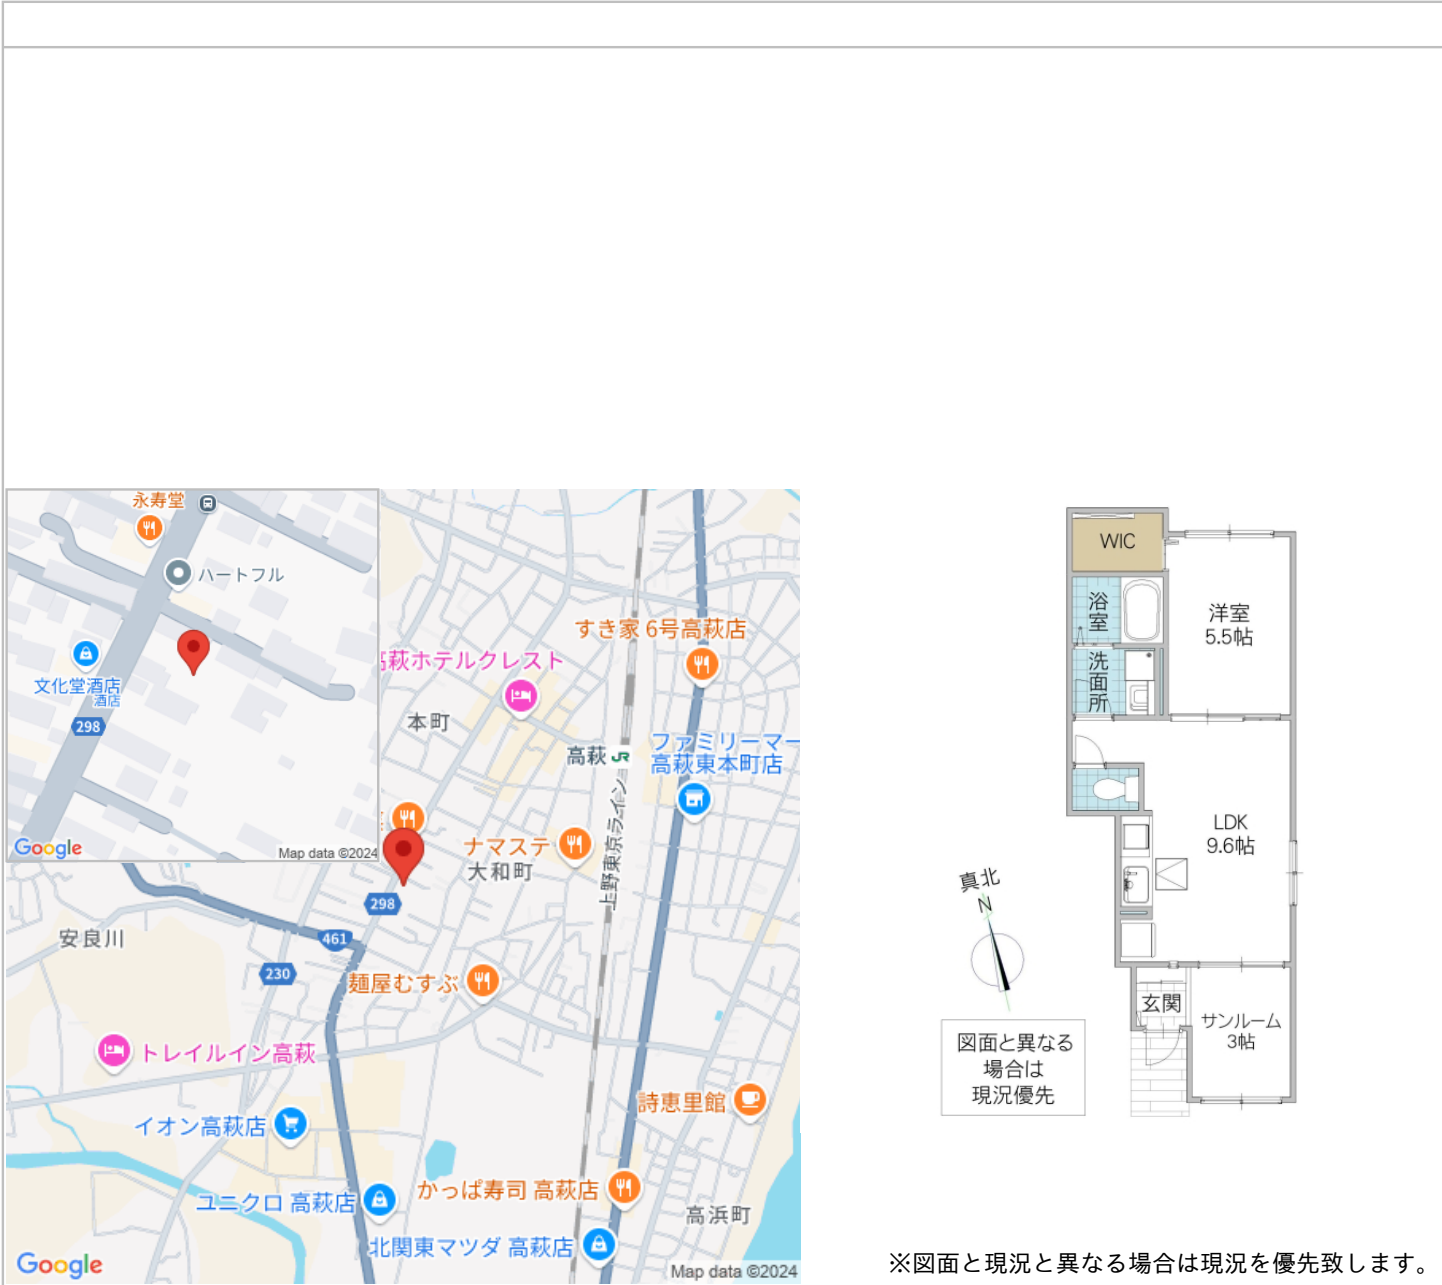 永寿堂
ハートフル
文化堂酒店
酒店
298
Google
Map data ©2024
すき家 6号高萩店
高萩ホテルクレスト
本町
高萩
ファミリーマー
高萩東本町店
上野東京ライン
ナマステ
大和町
298
461
安良川
230
麺屋むすぶ
トレイルイン高萩
詩恵里館
イオン高萩店
かっぱ寿司 高萩店
ユニクロ 高萩店
高浜町
北関東マツダ 高萩店
Google
Map data ©2024
WIC
浴室
洋室
5.5帖
洗面所
LDK
9.6帖
真北
N
玄関
サンルーム
3帖
図面と異なる
場合は
現況優先
※図面と現況と異なる場合は現況を優先致します。